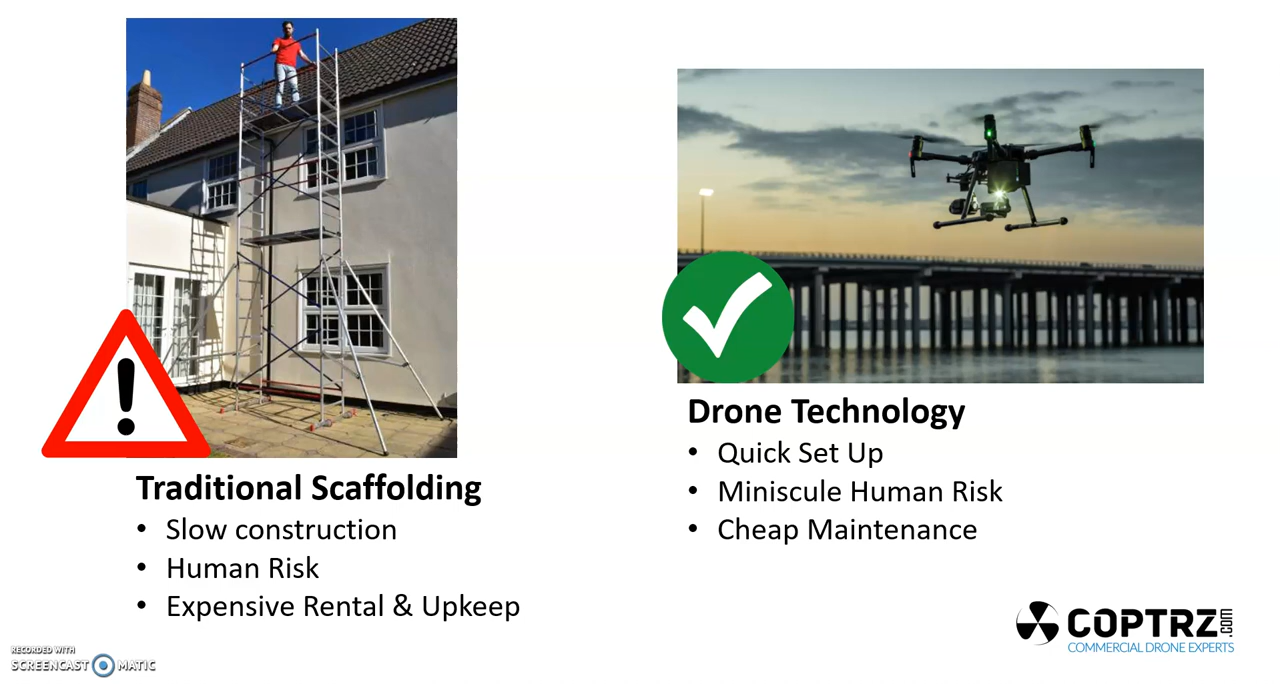 Traditional Scaffolding
• Slow construction
• Human Risk
• Expensive Rental & Upkeep
Drone Technology
• Quick Set Up
• Miniscule Human Risk
• Cheap Maintenance
COPTRZ.com
COMMERCIAL DRONE EXPERTS
RECORDED WITH
SCREENCAST MATIC